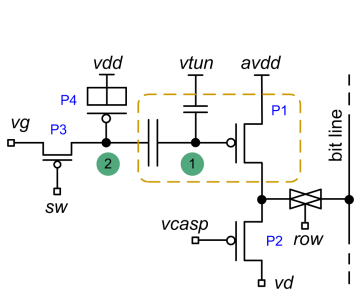 vdd
vtun
avdd
P4
P1
bit line
vg
P3
2
1
sw
vcasp
row
P2
vd